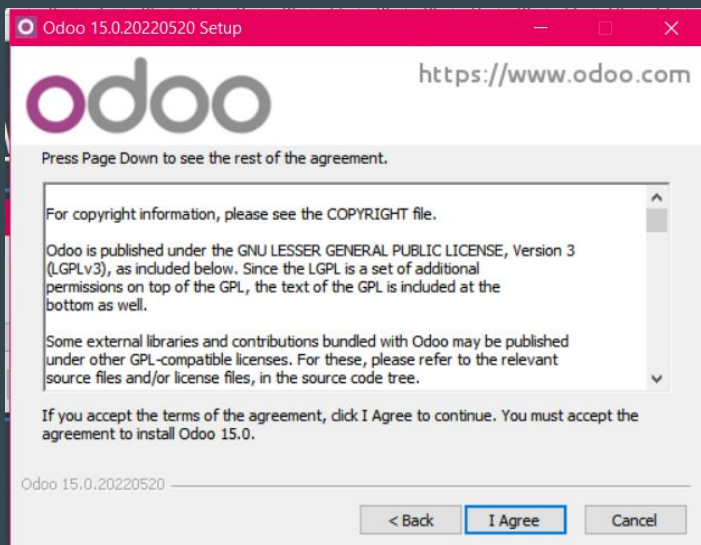 Odoo 15.0.20220520 Setup
odoo
https://www.odoo.com
Press Page Down to see the rest of the agreement.
For copyright information, please see the COPYRIGHT file.
Odoo is published under the GNU LESSER GENERAL PUBLIC LICENSE, Version 3
(LGPLv3), as included below. Since the LGPL is a set of additional
permissions on top of the GPL, the text of the GPL is included at the
bottom as well.
Some external libraries and contributions bundled with Odoo may be published
under other GPL-compatible licenses. For these, please refer to the relevant
source files and/or license files, in the source code tree.
If you accept the terms of the agreement, click I Agree to continue. You must accept the
agreement to install Odoo 15.0.
Odoo 15.0.20220520
< Back I Agree Cancel